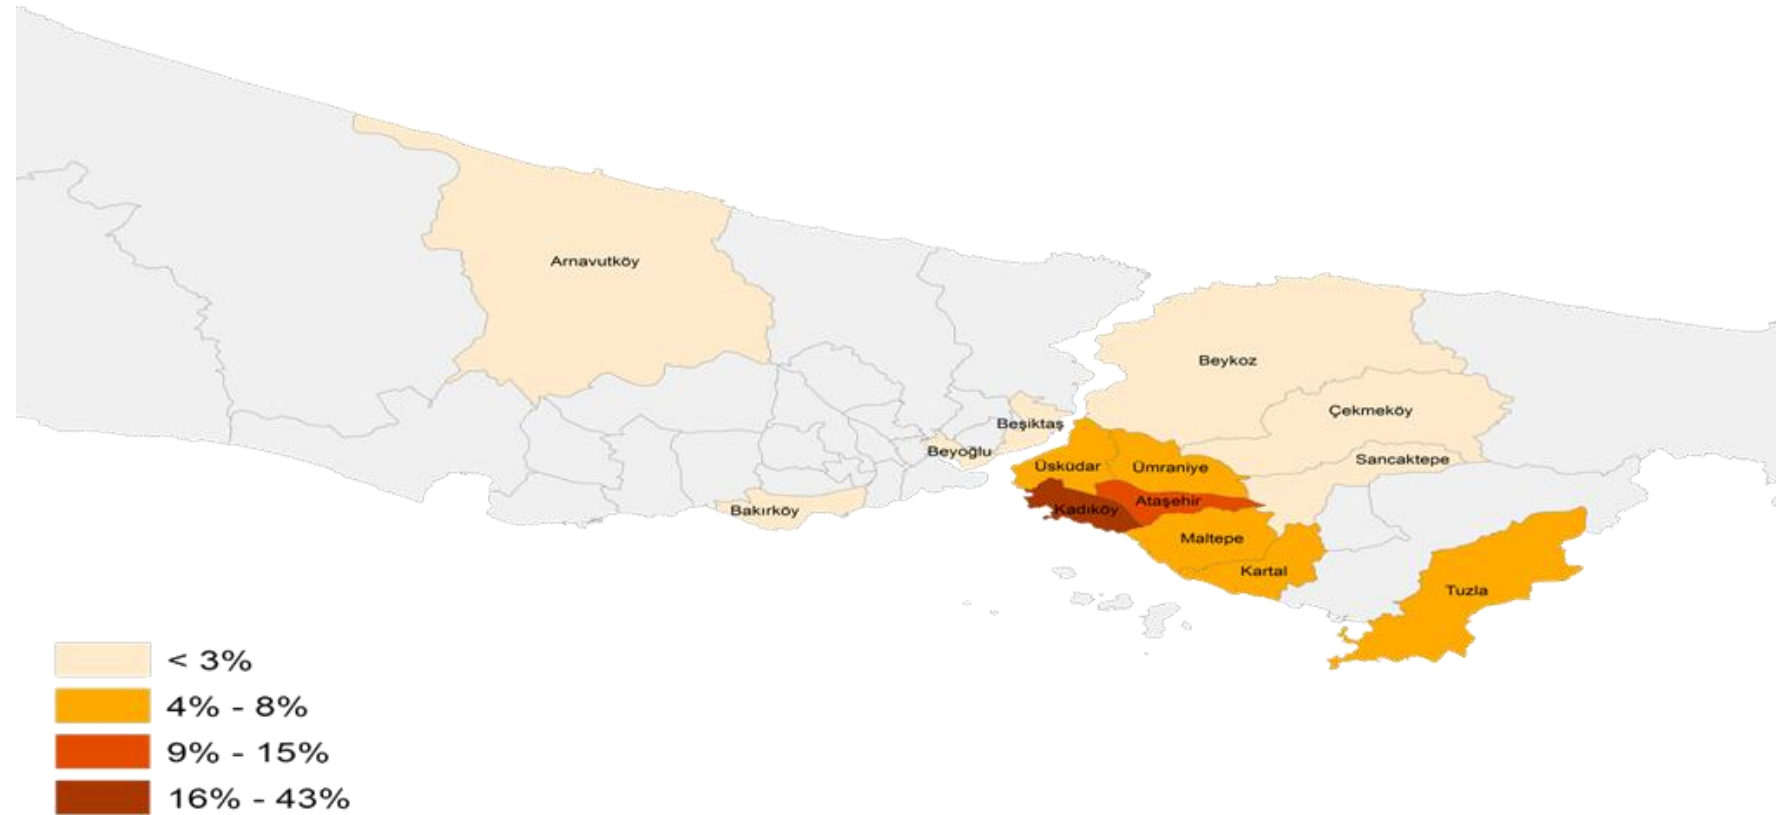 Arnavutköy
Beykoz
Çekmeköy
Beşiktaş
Beyoğlu
Sancaktepe
Üsküdar
Ümraniye
Ataşehir
Kadıköy
Bakırköy
Maltepe
Kartal
Tuzla
< 3%
4% - 8%
9% - 15%
16% - 43%